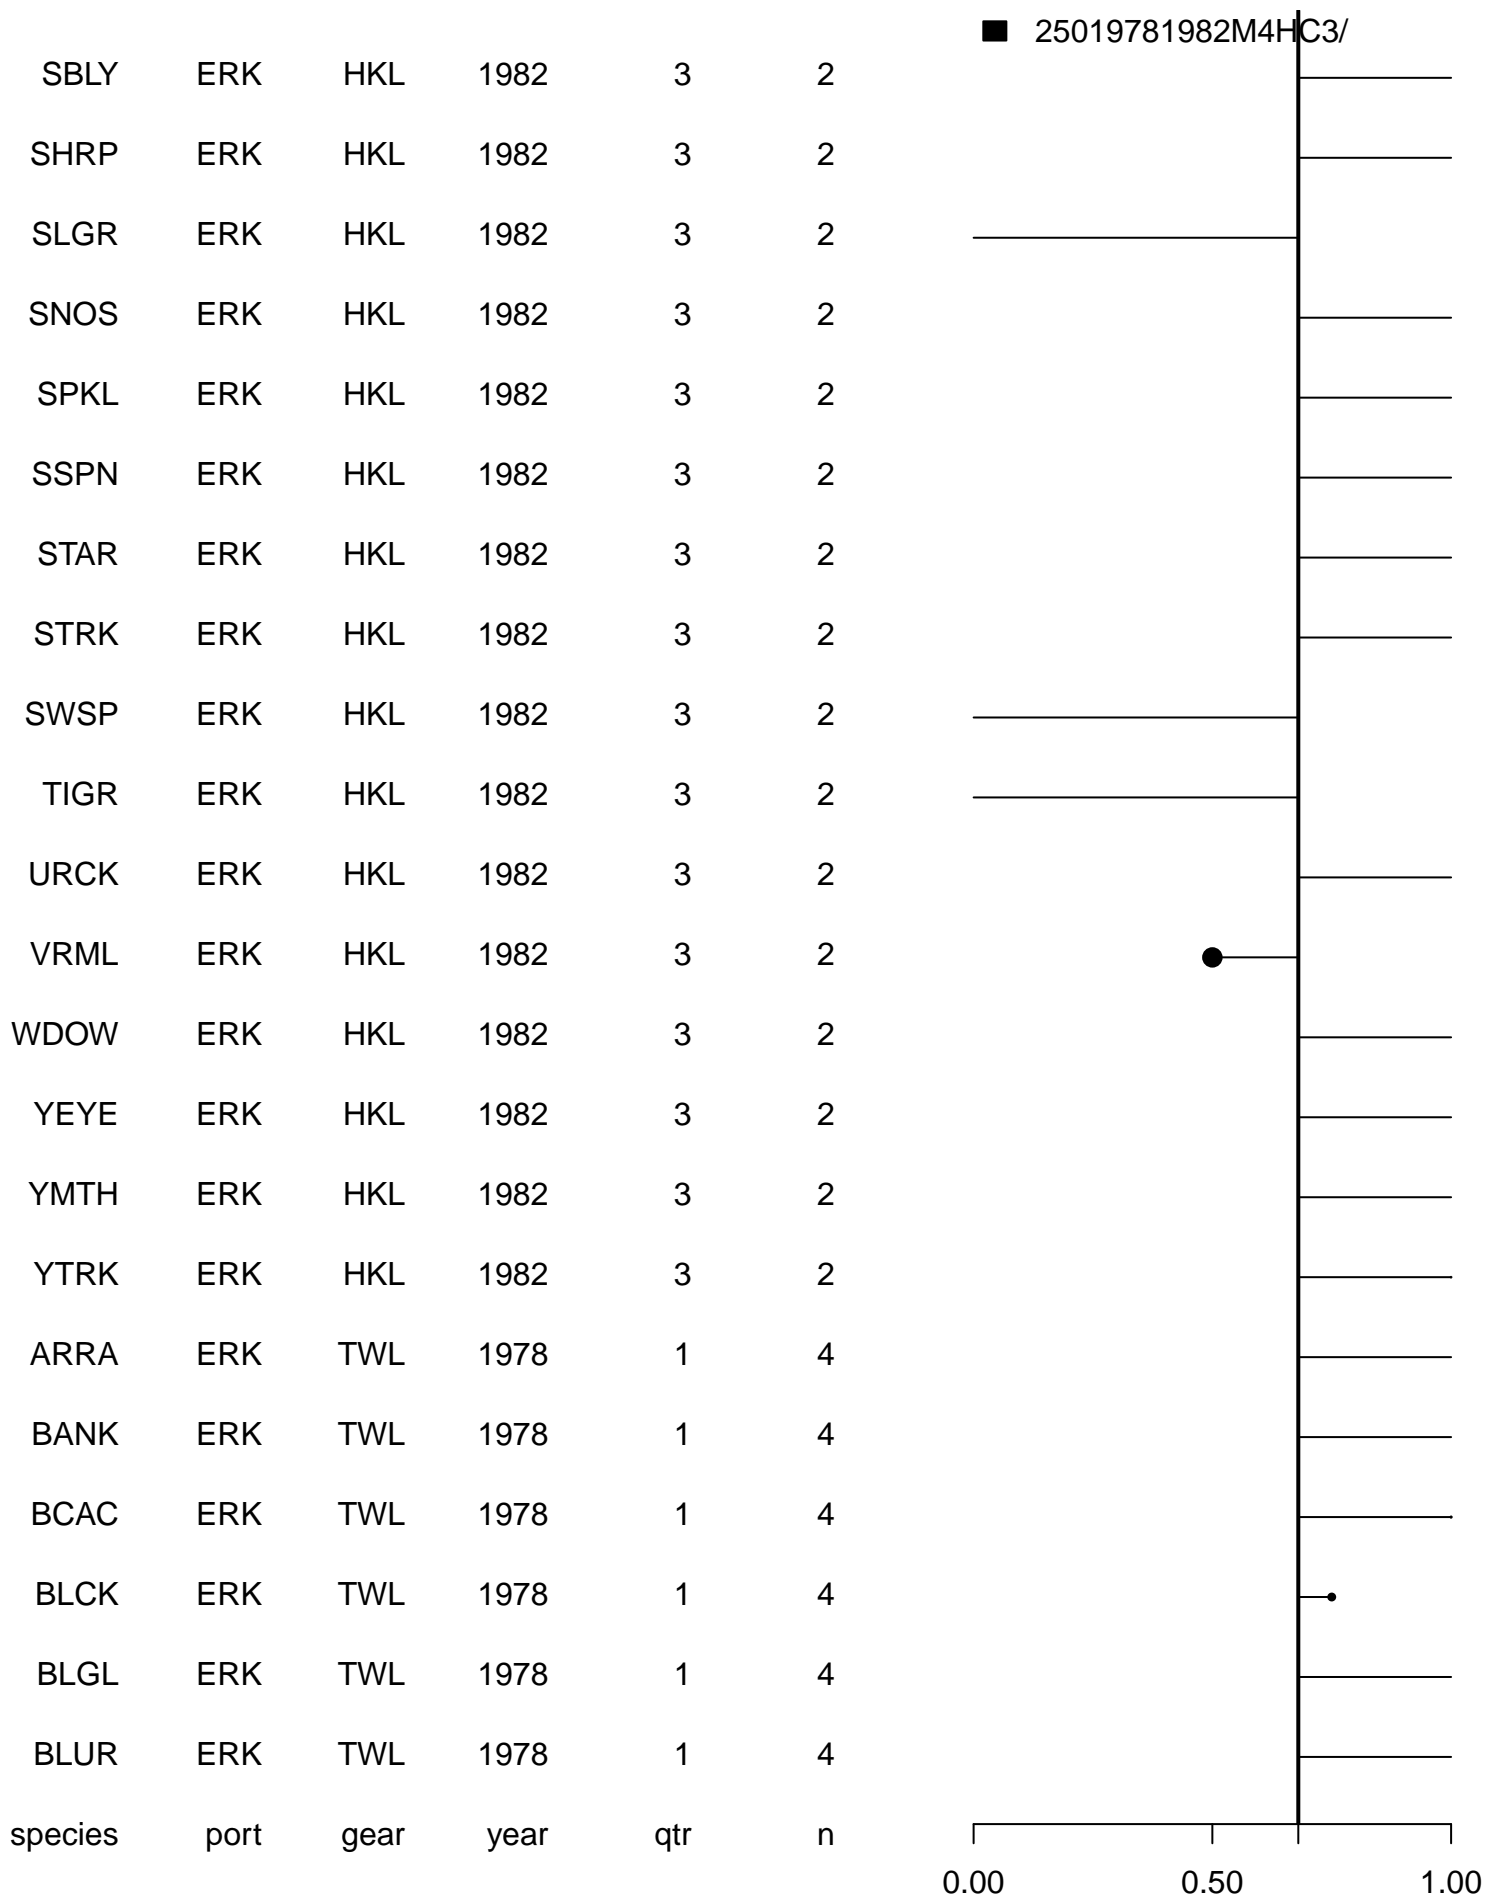 25019781982M4HC3/
SBLY ERK HKL 1982 3 2
SHRP ERK HKL 1982 3 2
SLGR ERK HKL 1982 3 2
SNOS ERK HKL 1982 3 2
SPKL ERK HKL 1982 3 2
SSPN ERK HKL 1982 3 2
STAR ERK HKL 1982 3 2
STRK ERK HKL 1982 3 2
SWSP ERK HKL 1982 3 2
TIGR ERK HKL 1982 3 2
URCK ERK HKL 1982 3 2
VRML ERK HKL 1982 3 2
WDOW ERK HKL 1982 3 2
YEYE ERK HKL 1982 3 2
YMTH ERK HKL 1982 3 2
YTRK ERK HKL 1982 3 2
ARRA ERK TWL 1978 1 4
BANK ERK TWL 1978 1 4
BCAC ERK TWL 1978 1 4
BLCK ERK TWL 1978 1 4
BLGL ERK TWL 1978 1 4
BLUR ERK TWL 1978 1 4
species port gear year qtr n
0.00 0.50 1.00